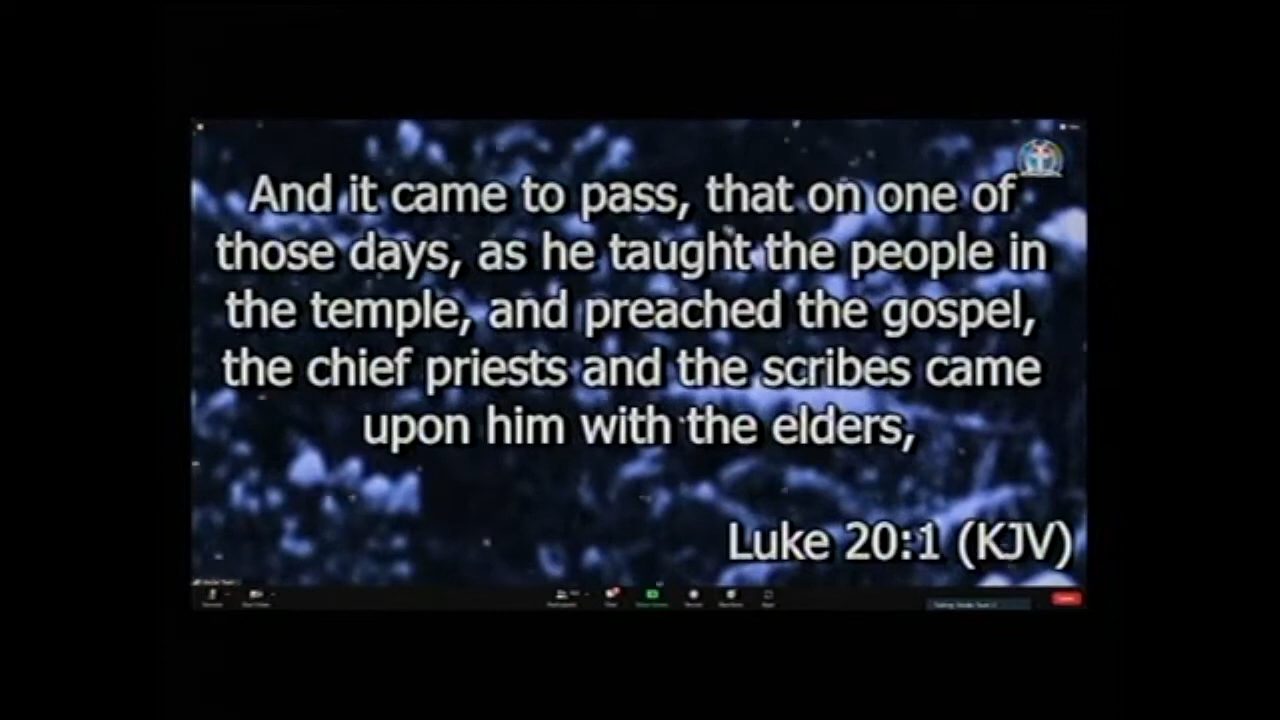 And it came to pass, that on one of
those days, as he taught the people in
the temple, and preached the gospel,
the chief priests and the scribes came
upon him with the elders,
Luke 20:1 (KJV)